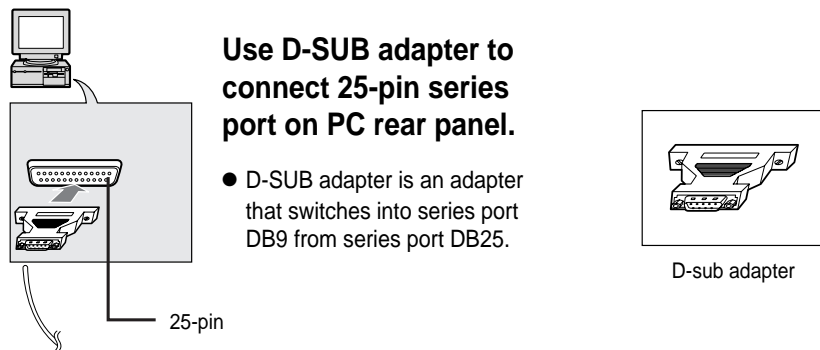 Use D-SUB adapter to
connect 25-pin series
port on PC rear panel.
● D-SUB adapter is an adapter
that switches into series port
DB9 from series port DB25.
25-pin
D-sub adapter